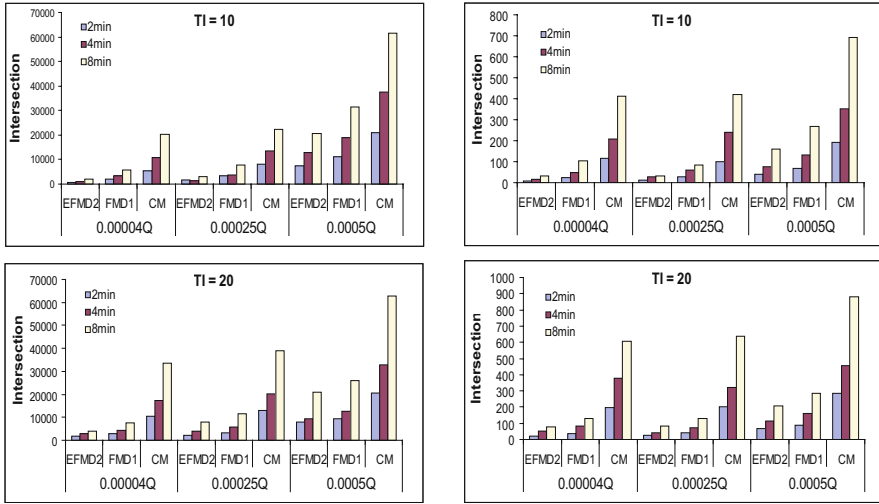 TI = 10
Intersection
70000
60000
50000
40000
30000
20000
10000
0
2min
4min
8min
EFMD2 FMD1 CM EFMD2 FMD1 CM EFMD2 FMD1 CM
0.00004Q 0.00025Q 0.0005Q
TI = 10
Intersection
800
700
600
500
400
300
200
100
0
2min
4min
8min
EFMD2 FMD1 CM EFMD2 FMD1 CM EFMD2 FMD1 CM
0.00004Q 0.00025Q 0.0005Q
TI = 20
Intersection
70000
60000
50000
40000
30000
20000
10000
0
2min
4min
8min
EFMD2 FMD1 CM EFMD2 FMD1 CM EFMD2 FMD1 CM
0.00004Q 0.00025Q 0.0005Q
TI = 20
Intersection
1000
900
800
700
600
500
400
300
200
100
0
2min
4min
8min
EFMD2 FMD1 CM EFMD2 FMD1 CM EFMD2 FMD1 CM
0.00004Q 0.00025Q 0.0005Q